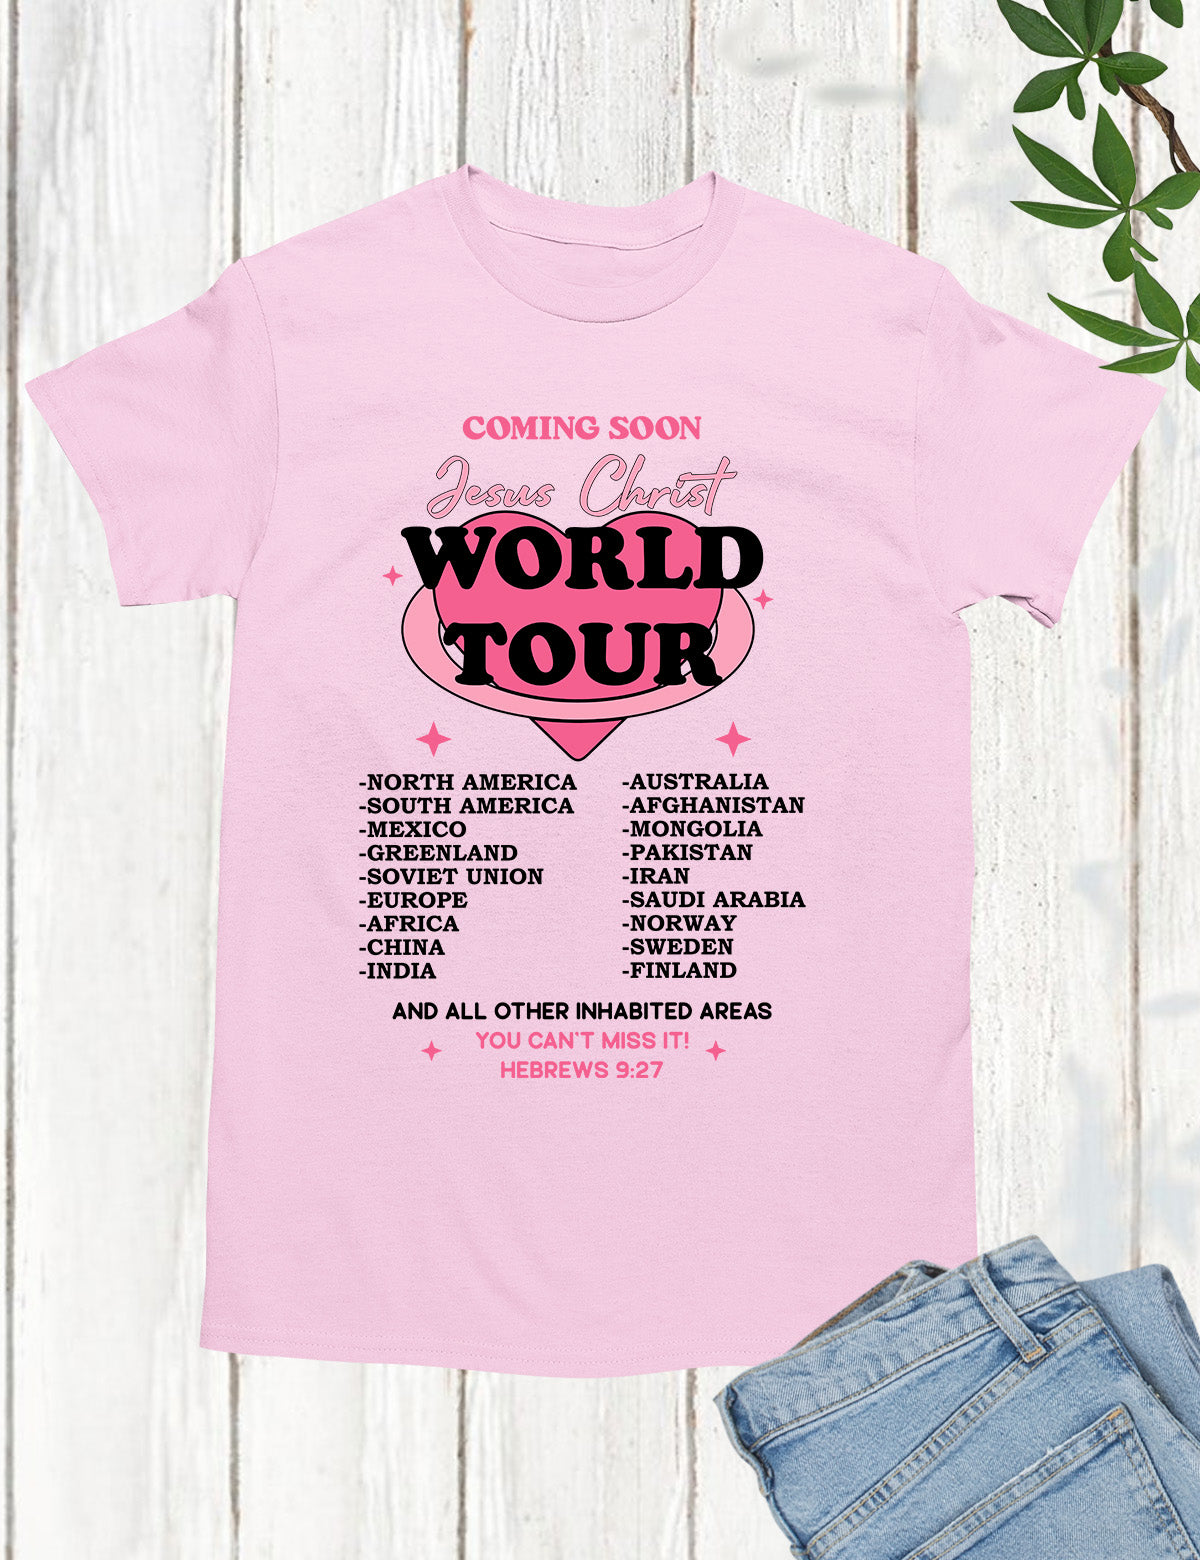 COMING SOON
Jesus Christ
WORLD
TOUR
-NORTH AMERICA
-SOUTH AMERICA
-MEXICO
-GREENLAND
-SOVIET UNION
-EUROPE
-AFRICA
-CHINA
-INDIA
-AUSTRALIA
-AFGHANISTAN
-MONGOLIA
-PAKISTAN
-IRAN
-SAUDI ARABIA
-NORWAY
-SWEDEN
-FINLAND
AND ALL OTHER INHABITED AREAS
YOU CAN'T MISS IT!
HEBREWS 9:27